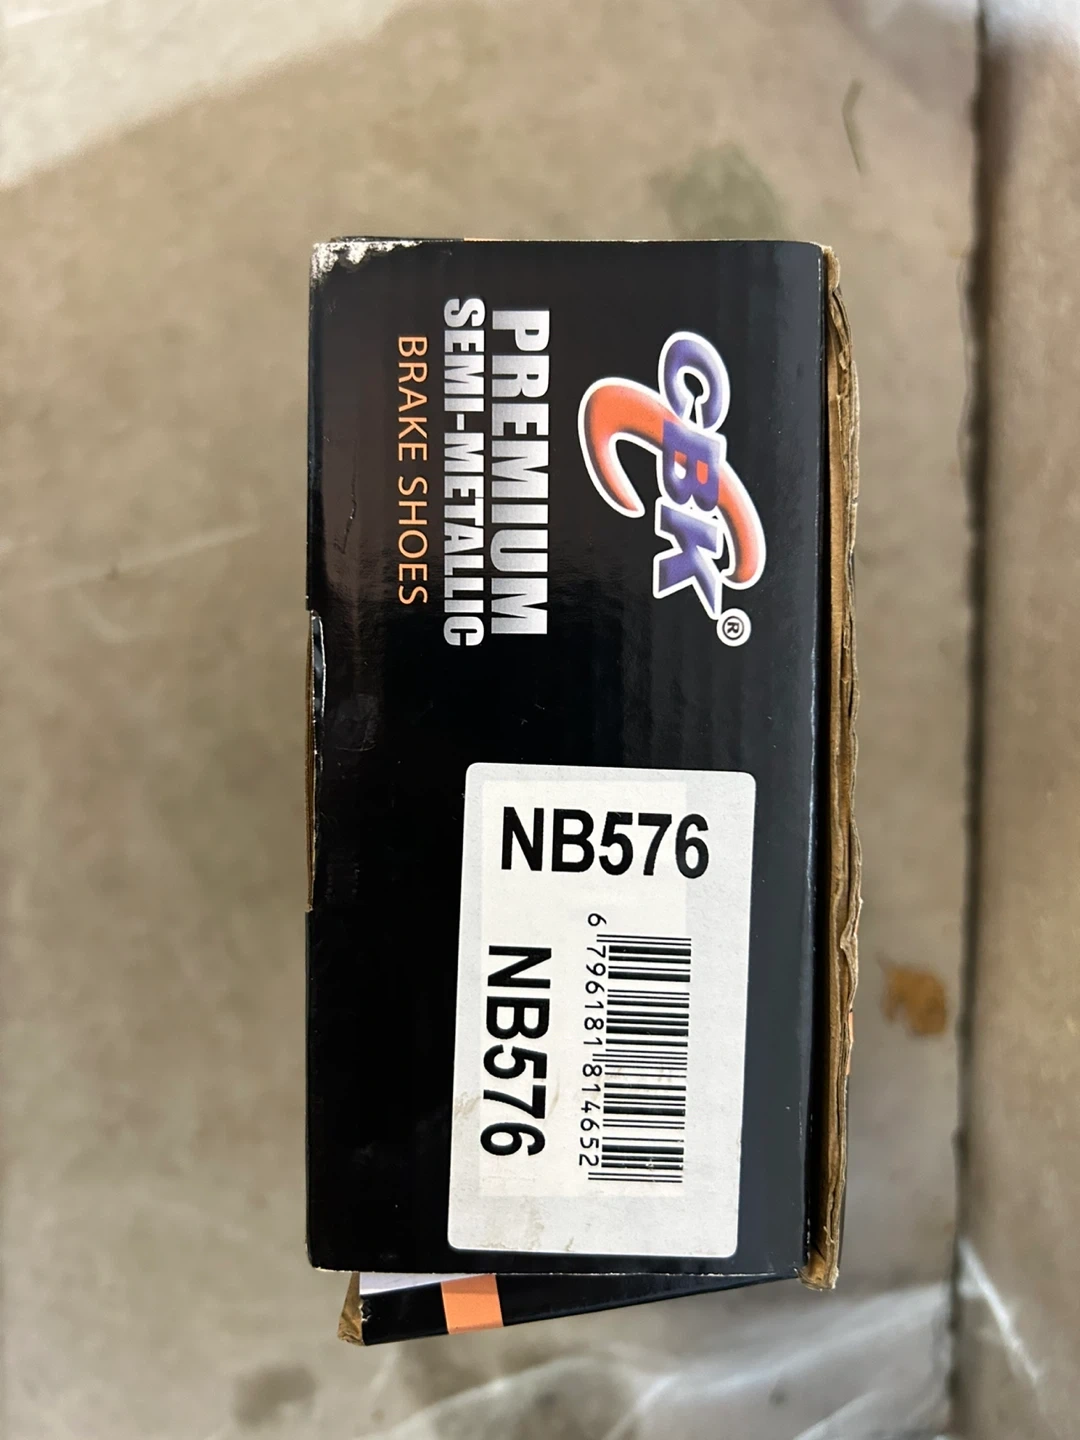 CBK®
PREMIUM
SEMI-METALLIC
BRAKE SHOES
NB576
6 796181 814652
NB576